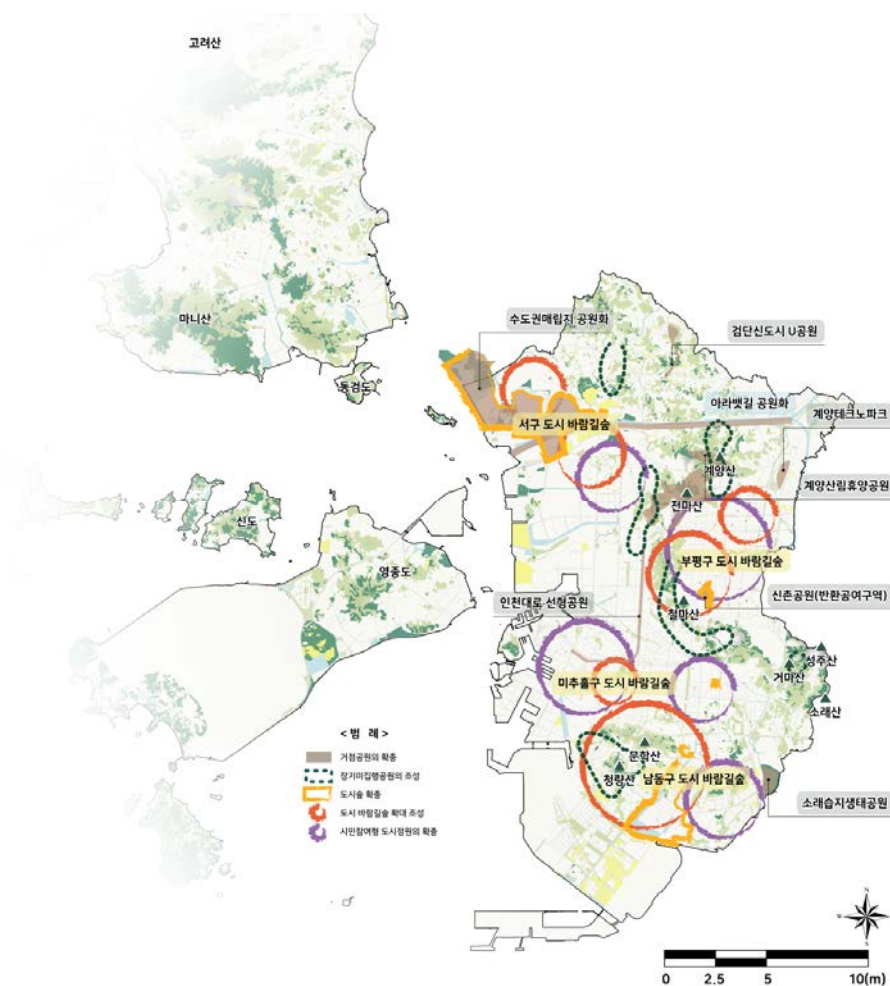 고려산
마니산
동검도
수도권매립지 공원화
검단신도시 U공원
아라뱃길 공원화
계양테크노파크
서구 도시 바람길숲
계양산
계양산림휴양공원
천마산
신도
영종도
부평구 도시 바람길숲
인천대로 선형공원
신촌공원(반환공여구역)
철마산
성주산
거마산
미추홀구 도시 바람길숲
소래산
문학산
청량산
남동구 도시 바람길숲
소래습지생태공원
<범 례>
거점공원의 확충
장기미집행공원의 조성
도시숲 확충
도시 바람길숲 확대 조성
시민참여형 도시정원의 확충
0 2.5 5 10(m)